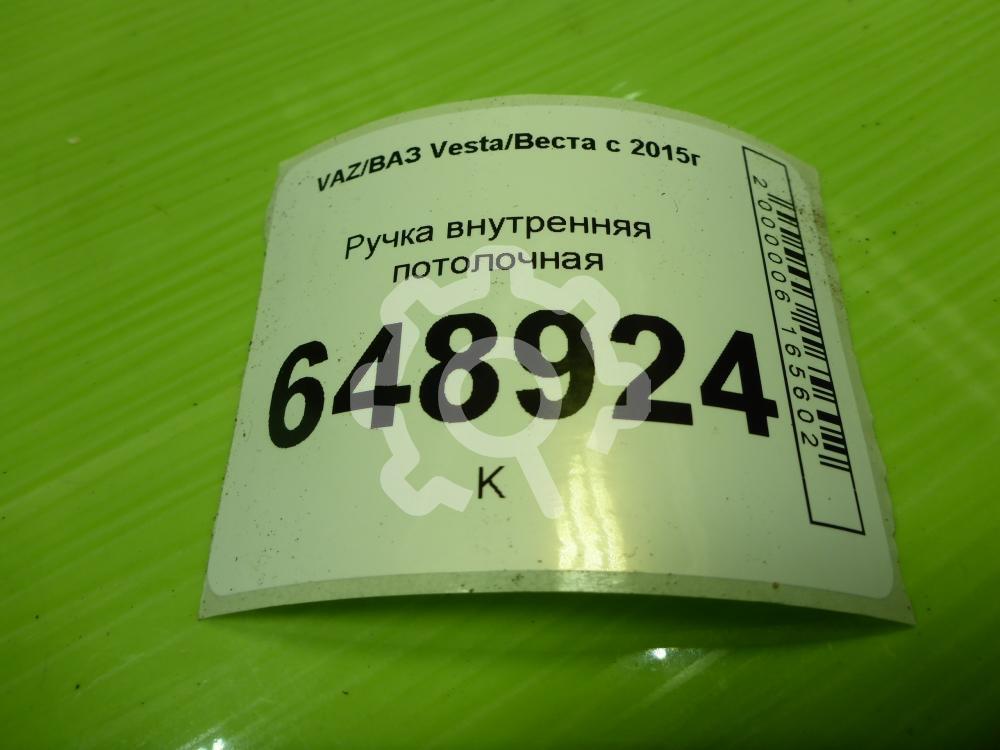 VAZ/ВАЗ Vesta/Веста с 2015г
Ручка внутренняя
потолочная
648924
К
2000006165602